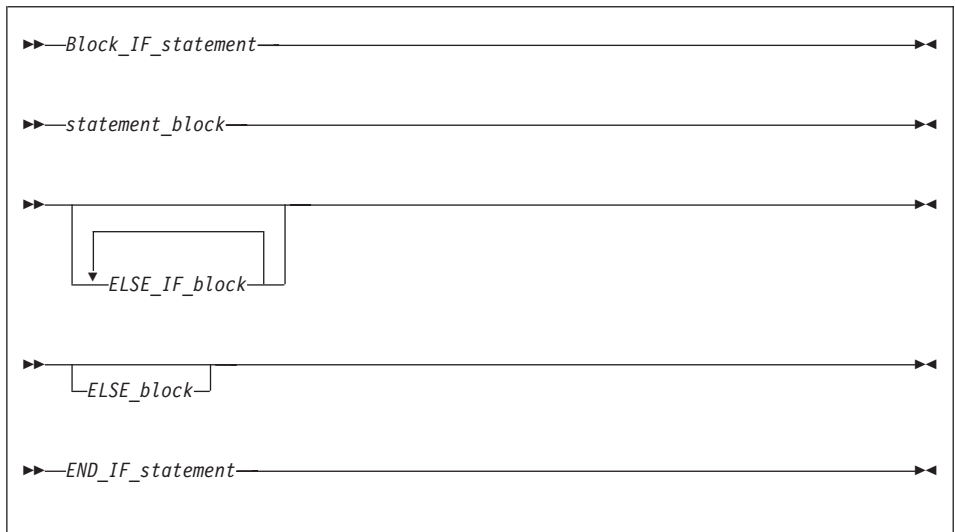 Block_IF_statement
statement_block
ELSE_IF_block
ELSE_block
END_IF_statement